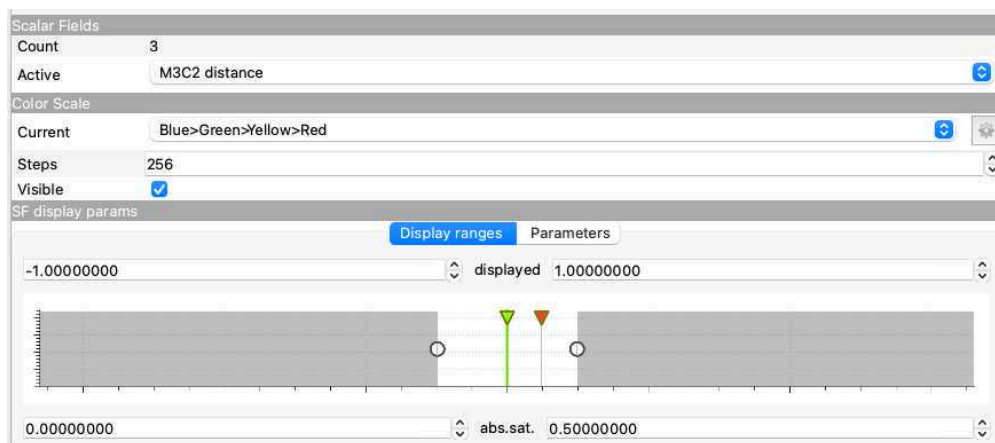 Scalar Fields
Count 3
Active M3C2 distance
Color Scale
Current Blue>Green>Yellow>Red
Steps 256
Visible
SF display params
Display ranges Parameters
-1.00000000 displayed 1.00000000
0.00000000 abs.sat. 0.50000000